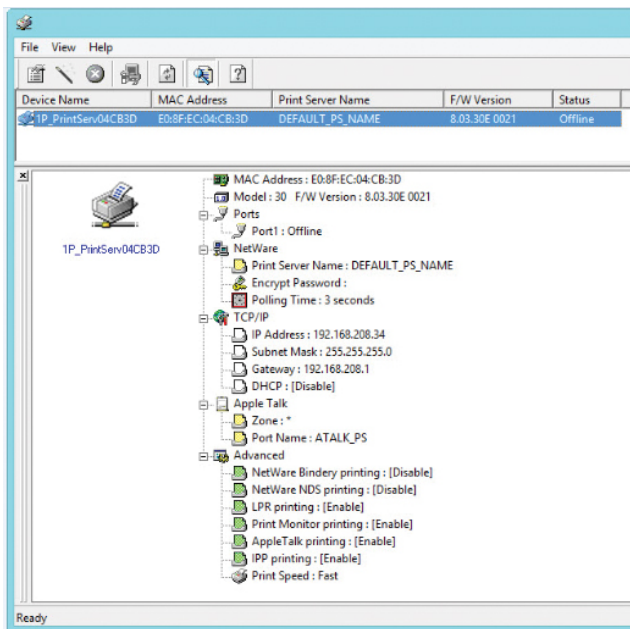 File View Help
Device Name MAC Address Print Server Name F/W Version Status
1P_PrintServ04CB3D E0:8F:EC:04:CB:3D DEFAULT_PS_NAME 8.03.30E 0021 Offline
1P_PrintServ04CB3D
MAC Address : E0:8F:EC:04:CB:3D
Model : 30 F/W Version : 8.03.30E 0021
Ports
Port1 : Offline
NetWare
Print Server Name : DEFAULT_PS_NAME
Encrypt Password :
Polling Time : 3 seconds
TCP/IP
IP Address : 192.168.208.34
Subnet Mask : 255.255.255.0
Gateway : 192.168.208.1
DHCP : [Disable]
Apple Talk
Zone : *
Port Name : ATALK_PS
Advanced
NetWare Bindery printing : [Disable]
NetWare NDS printing : [Disable]
LPR printing : [Enable]
Print Monitor printing : [Enable]
AppleTalk printing : [Enable]
IPP printing : [Enable]
Print Speed : Fast
Ready